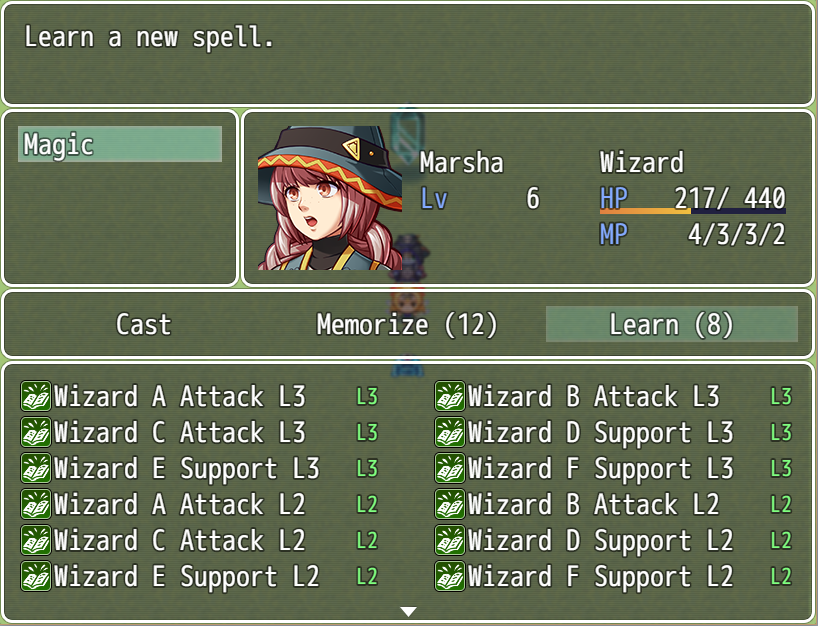 Learn a new spell.
Magic
Marsha Wizard
Lv 6 HP 217/ 440
MP 4/3/3/2
Cast Memorize (12) Learn (8)
Wizard A Attack L3 L3 Wizard B Attack L3 L3
Wizard C Attack L3 L3 Wizard D Support L3 L3
Wizard E Support L3 L3 Wizard F Support L3 L3
Wizard A Attack L2 L2 Wizard B Attack L2 L2
Wizard C Attack L2 L2 Wizard D Support L2 L2
Wizard E Support L2 L2 Wizard F Support L2 L2